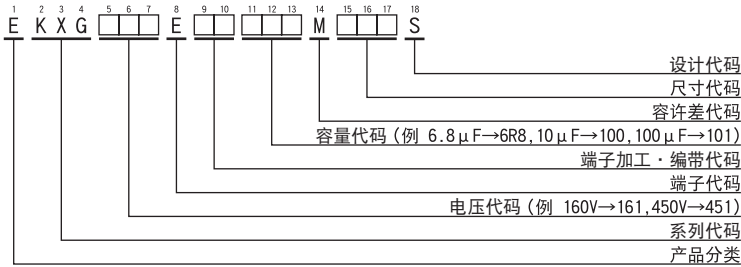 1 2 3 4 5 6 7 8 9 10 11 12 13 14 15 16 17 18
E KXG □□□ E □□ □□□ M □□□ S
设计代码
尺寸代码
容许差代码
容量代码 (例 6.8μF→6R8,10μF→100,100μF→101)
端子加工·编带代码
端子代码
电压代码 (例 160V→161,450V→451)
系列代码
产品分类